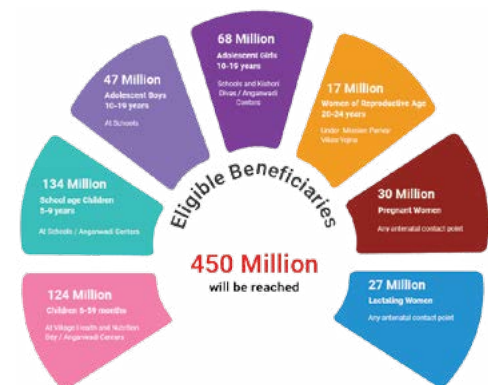 68 Million
Adolescent Girls
10-19 years
Schools and Kishori
Divas / Anganwadi
Centers
47 Million
Adolescent Boys
10-19 years
At Schools
17 Million
Women of Reproductive Age
20-24 years
Under Mission Parivar
Vikas
134 Million
School age Children
5-9 years
At Schools / Anganwadi Centers
30 Million
Pregnant Women
Any antenatal contact point
124 Million
Children 6-59 months
At Village Health and Nutrition
Day / Anganwadi Centers
27 Million
Lactating Women
Any antenatal contact point
Eligible Beneficiaries
450 Million
will be reached